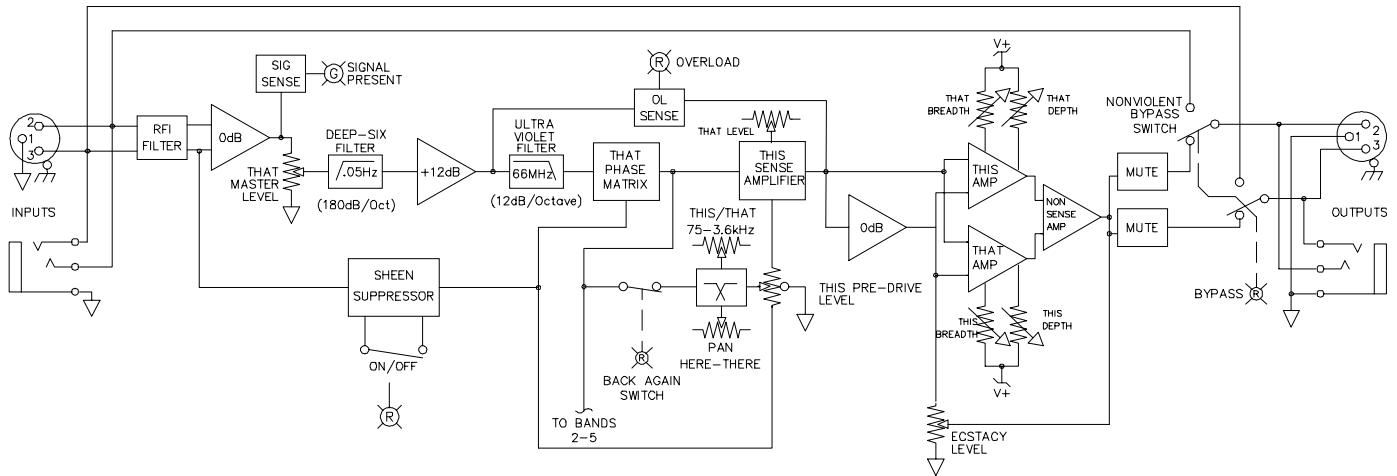 V+
SIG
SENSE
G
SIGNAL
PRESENT
R
OVERLOAD
OL
SENSE
THAT LEVEL
THAT
BREADTH
THAT
DEPTH
NONVIOLENT
BYPASS
SWITCH
2
1
3
RFI
FILTER
0dB
THAT
MASTER
LEVEL
DEEP-SIX
FILTER
.05Hz
(180dB/Oct)
+12dB
ULTRA
VIOLET
FILTER
66MHz
(12dB/Octave)
THAT
PHASE
MATRIX
THIS
SENSE
AMPLIFIER
THIS
AMP
NON
SENSE
AMP
MUTE
MUTE
2
1
3
INPUTS
OUTPUTS
THIS/THAT
75-3.6kHz
0dB
THAT
AMP
SHEEN
SUPPRESSOR
THIS PRE-DRIVE
LEVEL
BYPASS
R
THIS
BREADTH
THIS
DEPTH
PAN
HERE-THERE
ON/OFF
R
R
BACK AGAIN
SWITCH
V+
TO BANDS
2-5
ECSTACY
LEVEL